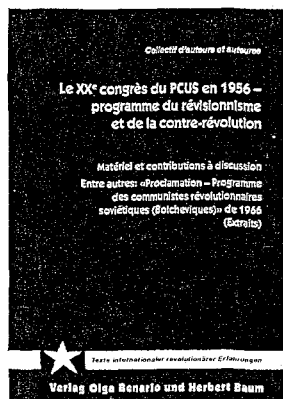 Collectif d'auteurs et auteures
Le XXe congrès du PCUS en 1956 –
programme du révisionnisme
et de la contre-révolution
Matériel et contributions à discussion
Entre autres: «Proclamation – Programme
des communistes révolutionnaires
soviétiques (Bolcheviques)» de 1966
(Extraits)
Texte internationaler revolutionärer Erfahrungen
Verlag Olga Benario und Herbert Baum